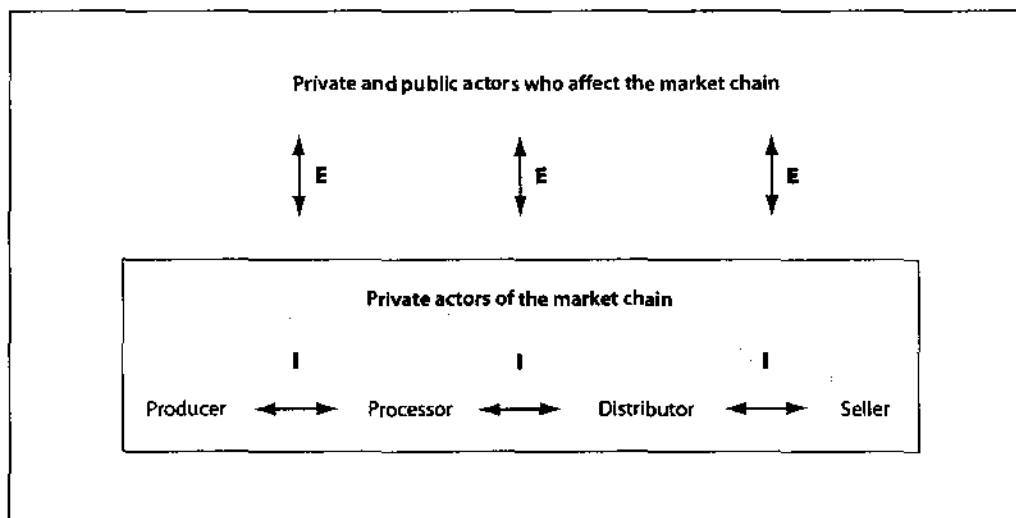 Private and public actors who affect the market chain
E E E
Private actors of the market chain
I I I
Producer Processor Distributor Seller